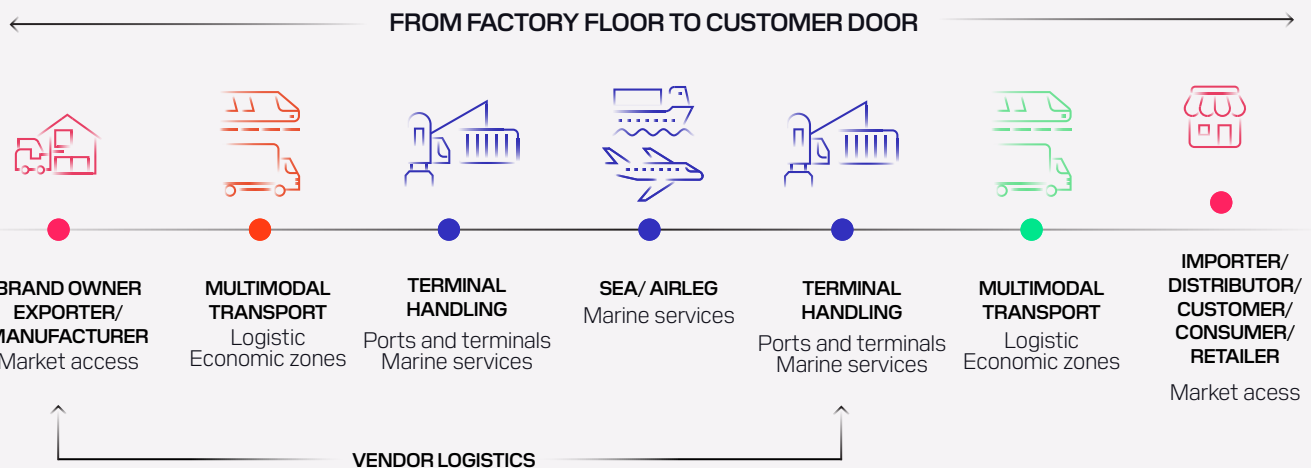 FROM FACTORY FLOOR TO CUSTOMER DOOR
BRAND OWNER
EXPORTER/
MANUFACTURER
Market access
MULTIMODAL
TRANSPORT
Logistic
Economic zones
TERMINAL
HANDLING
Ports and terminals
Marine services
SEA/ AIRLEG
Marine services
TERMINAL
HANDLING
Ports and terminals
Marine services
MULTIMODAL
TRANSPORT
Logistic
Economic zones
IMPORTER/
DISTRIBUTOR/
CUSTOMER/
CONSUMER/
RETAILER
Market acess
VENDOR LOGISTICS